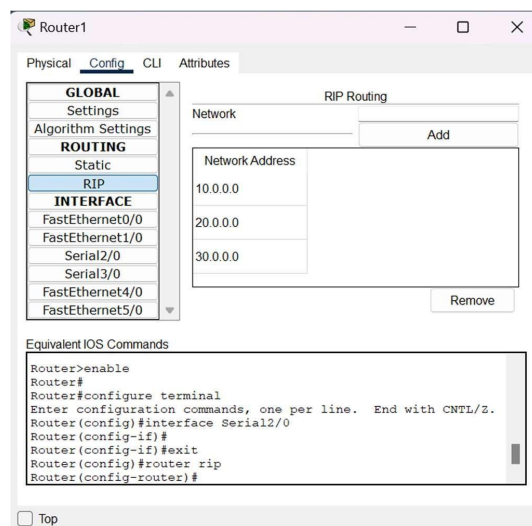 Router1
Physical Config CLI Attributes
GLOBAL
Settings
Algorithm Settings
ROUTING
Static
RIP
INTERFACE
FastEthernet0/0
FastEthernet1/0
Serial2/0
Serial3/0
FastEthernet4/0
FastEthernet5/0
RIP Routing
Network
Add
Network Address
10.0.0.0
20.0.0.0
30.0.0.0
Remove
Equivalent IOS Commands
Router>enable
Router#
Router#configure terminal
Enter configuration commands, one per line. End with CNTL/Z.
Router(config)#interface Serial2/0
Router(config-if)#
Router(config-if)#exit
Router(config)#router rip
Router(config-router)#
Top